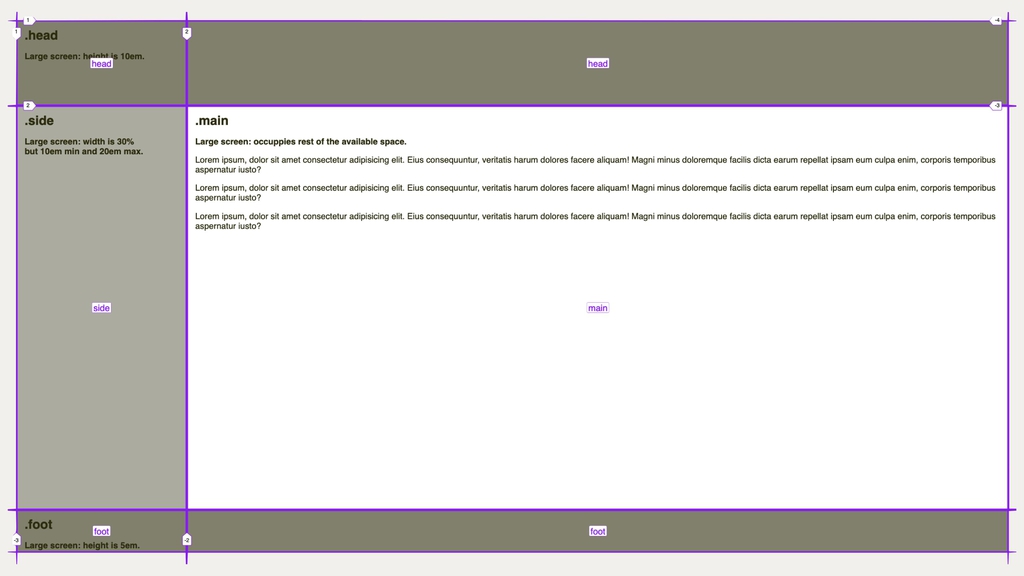 1
-4
1
2
.head
Large screen: height is 10em.
head
head
2
-3
.side
Large screen: width is 30%
but 10em min and 20em max.
side
.main
Large screen: occuppies rest of the available space.
Lorem ipsum, dolor sit amet consectetur adipisicing elit. Eius consequuntur, veritatis harum dolores facere aliquam! Magni minus doloremque facilis dicta earum repellat ipsam eum culpa enim, corporis temporibus
aspernatur iusto?
Lorem ipsum, dolor sit amet consectetur adipisicing elit. Eius consequuntur, veritatis harum dolores facere aliquam! Magni minus doloremque facilis dicta earum repellat ipsam eum culpa enim, corporis temporibus
aspernatur iusto?
Lorem ipsum, dolor sit amet consectetur adipisicing elit. Eius consequuntur, veritatis harum dolores facere aliquam! Magni minus doloremque facilis dicta earum repellat ipsam eum culpa enim, corporis temporibus
aspernatur iusto?
main
.foot
foot
foot
-3
-2
Large screen: height is 5em.